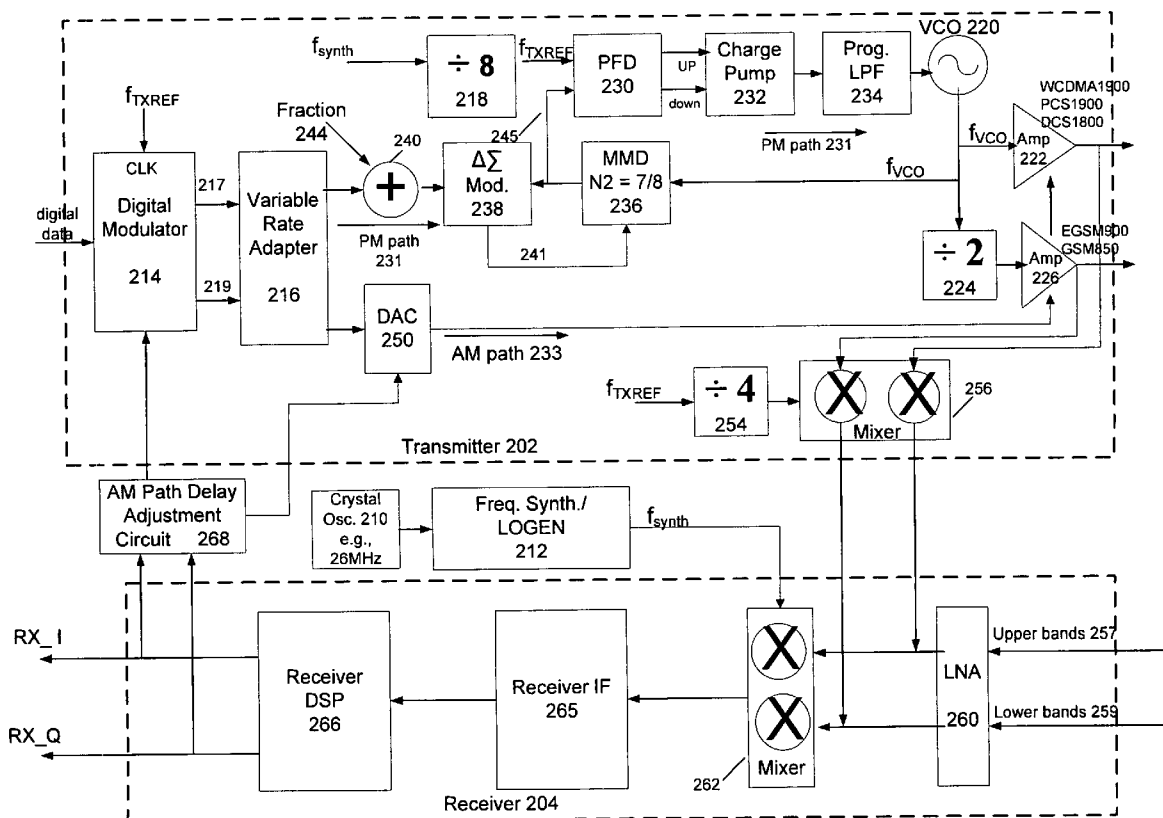 VCO 220
f_synth
÷ 8
218
f_TXREF
PFD
230
UP
down
Charge
Pump
232
Prog.
LPF
234
WCDMA1900
PCS1900
DCS1800
f_VCO
Amp
222
f_TXREF
CLK
Digital
Modulator
214
digital
data
217
219
Variable
Rate
Adapter
216
Fraction
244
240
+
PM path
231
ΔΣ
Mod.
238
245
241
MMD
N2 = 7/8
236
PM path 231
f_VCO
÷ 2
224
EGSM900
GSM850
Amp
226
DAC
250
AM path 233
f_TXREF
÷ 4
254
X
X
Mixer
256
Transmitter 202
AM Path Delay
Adjustment
Circuit 268
Crystal
Osc. 210
e.g.,
26MHz
Freq. Synth./
LOGEN
212
f_synth
RX_I
RX_Q
Receiver
DSP
266
Receiver IF
265
X
X
Mixer
262
LNA
260
Upper bands 257
Lower bands 259
Receiver 204